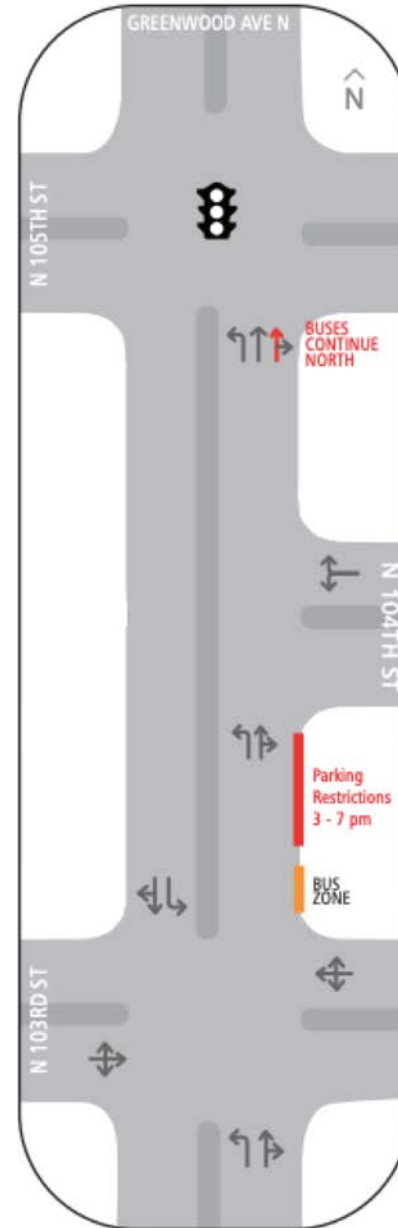 GREENWOOD AVE N
N
N 105TH ST
BUSES
CONTINUE
NORTH
N 104TH ST
Parking
Restrictions
3 - 7 pm
BUS
ZONE
N 103RD ST